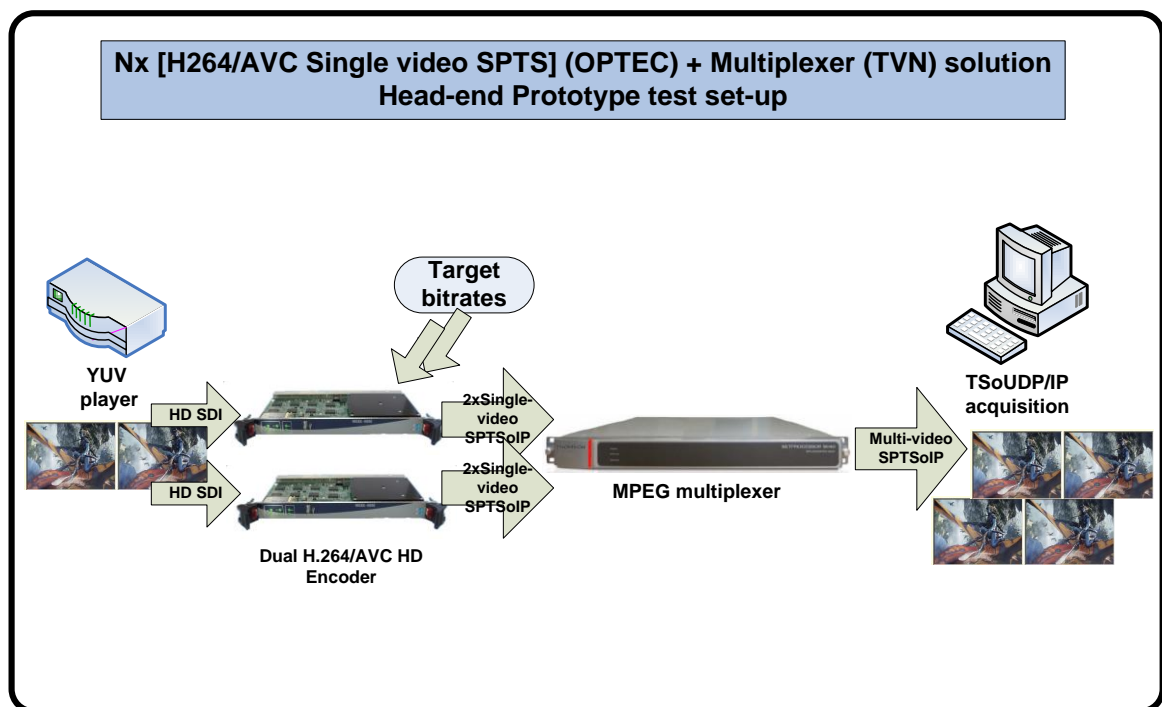 Nx [H264/AVC Single video SPTS] (OPTEC) + Multiplexer (TVN) solution
Head-end Prototype test set-up
Target
bitrates
YUV
player
HD SDI
HD SDI
2xSingle-
video
SPTSoIP
2xSingle-
video
SPTSoIP
Dual H.264/AVC HD
Encoder
MPEG multiplexer
Multi-video
SPTSoIP
TSoUDP/IP
acquisition